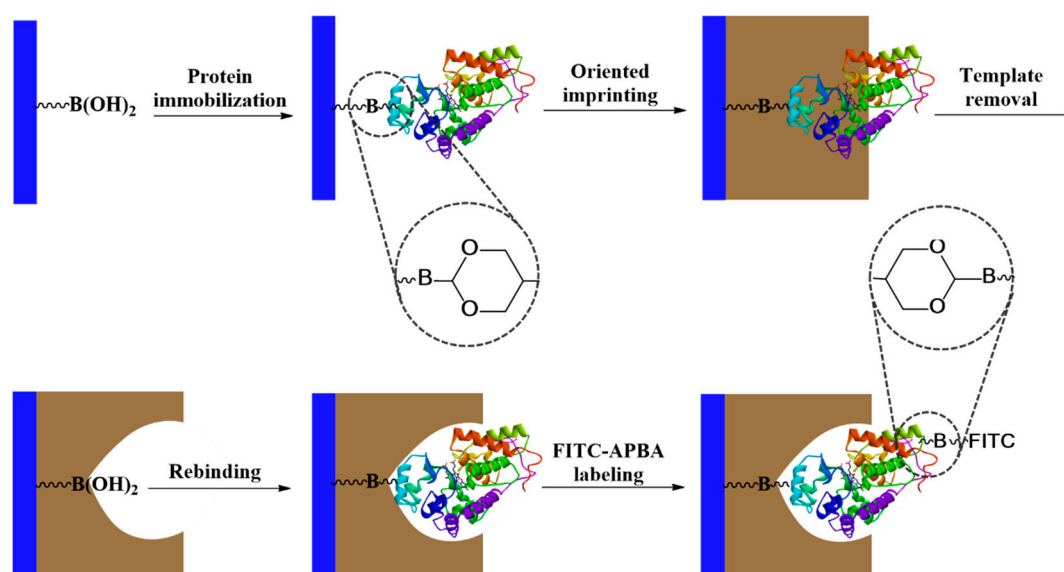 B(OH)2
Protein
immobilization
B
Oriented
imprinting
B
Template
removal
B
O
O
O
O
B
B(OH)2
Rebinding
B
FITC-APBA
labeling
B
B
FITC